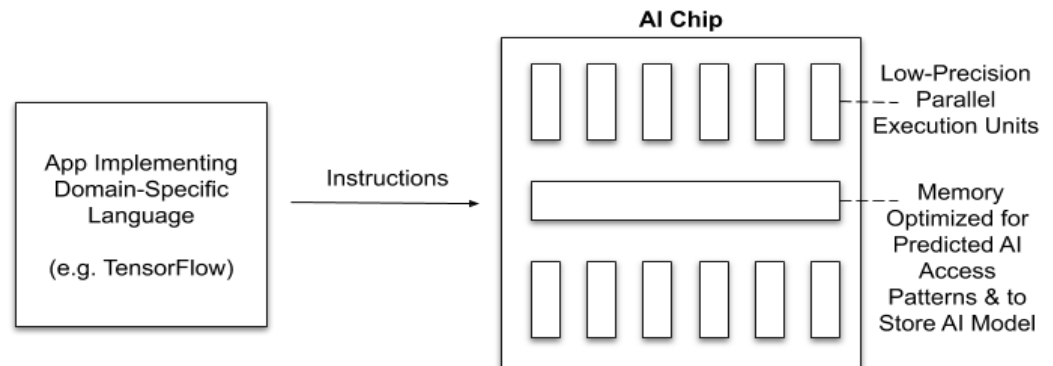 AI Chip
App Implementing
Domain-Specific
Language
(e.g. TensorFlow)
Instructions
Low-Precision
Parallel
Execution Units
Memory
Optimized for
Predicted AI
Access
Patterns & to
Store AI Model